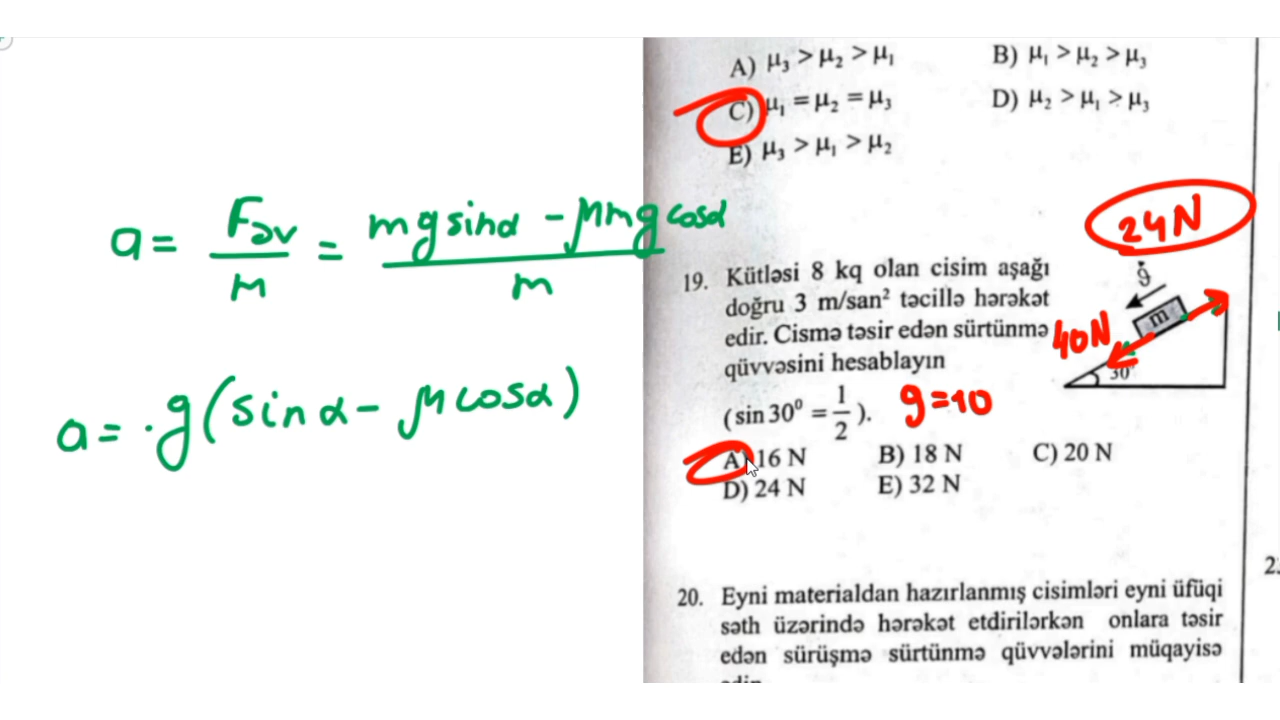 A) μ₃ > μ₂ > μ₁ B) μ₁ > μ₂ > μ₃
C) μ₁ = μ₂ = μ₃ D) μ₂ > μ₁ > μ₃
E) μ₃ > μ₁ > μ₂
a = Fəv / M = mg sinα - μmg cosα / m
a = ·g(sinα - μcosα)
24N
19. Kütləsi 8 kq olan cisim aşağı
doğru 3 m/san² təcillə hərəkət
edir. Cismə təsir edən sürtünmə
qüvvəsini hesablayın
(sin 30⁰ = 1/2). g=10
m
40N
30°
A) 16 N B) 18 N C) 20 N
D) 24 N E) 32 N
20. Eyni materialdan hazırlanmış cisimləri eyni üfüqi
səth üzərində hərəkət etdirilərkən onlara təsir
edən sürüşmə sürtünmə qüvvələrini müqayisə